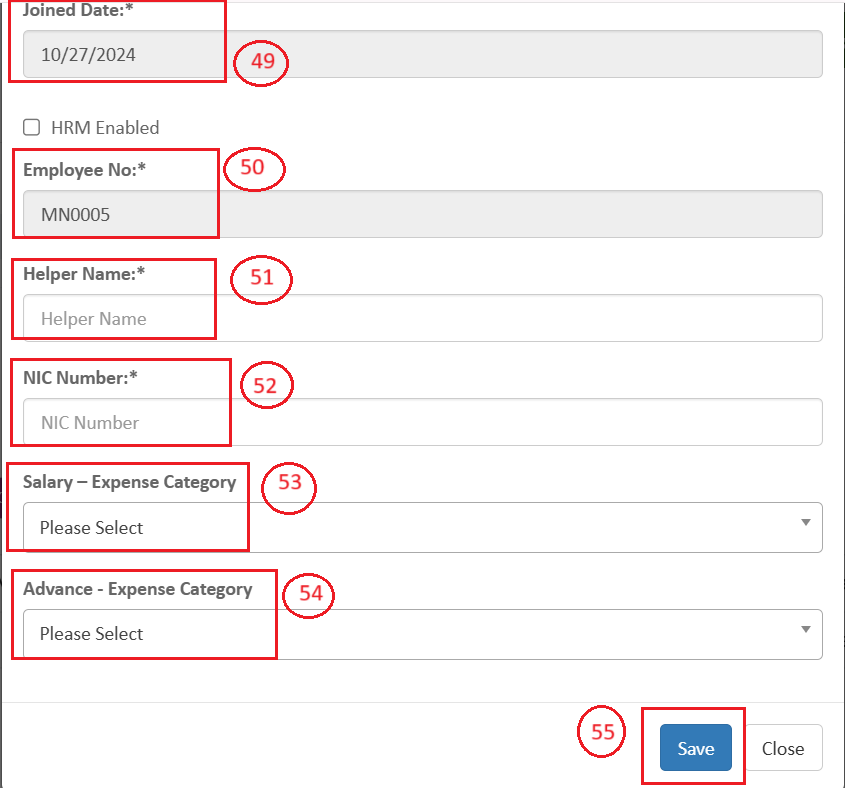 Joined Date:*
10/27/2024
49
HRM Enabled
Employee No:*
50
MN0005
Helper Name:*
51
Helper Name
NIC Number:*
52
NIC Number
Salary – Expense Category
53
Please Select
Advance - Expense Category
54
Please Select
55
Save
Close